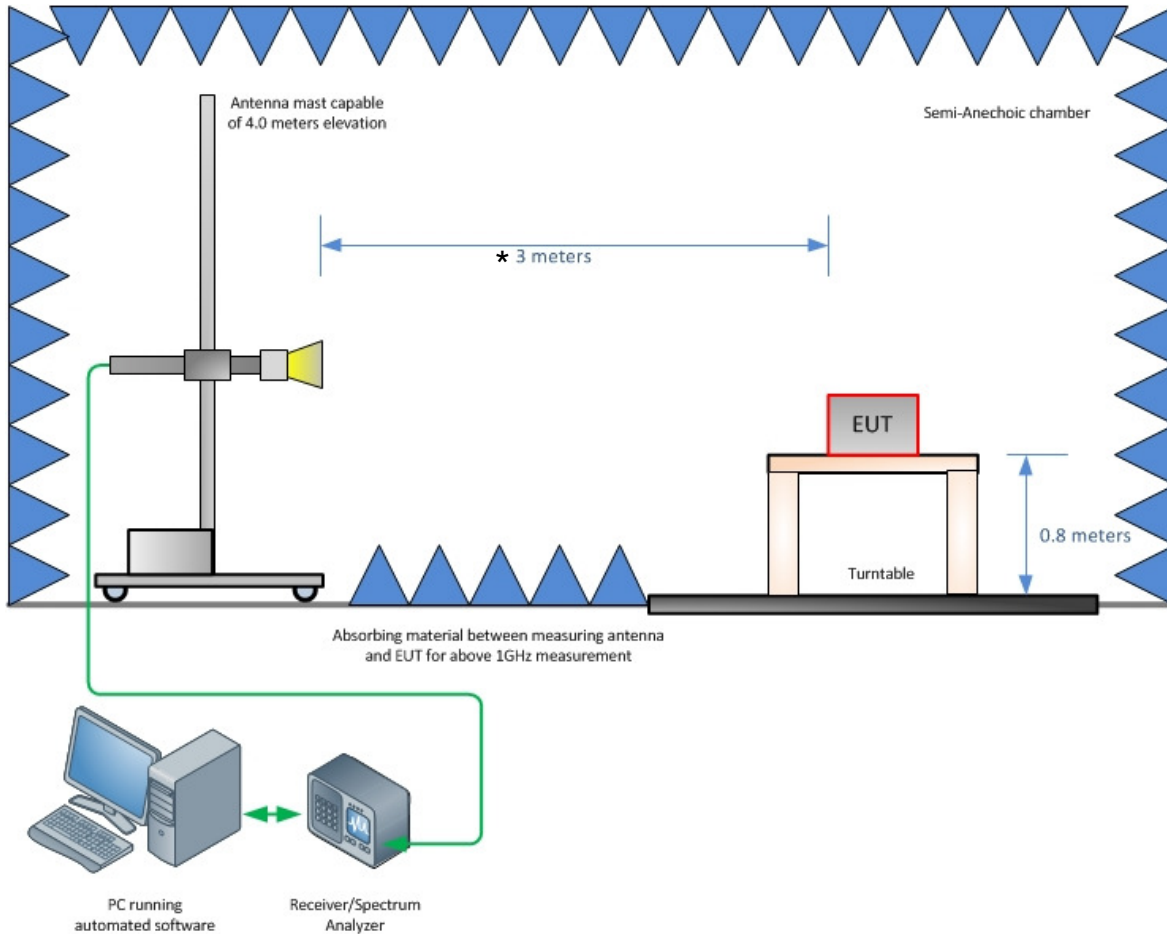 Antenna mast capable
of 4.0 meters elevation
Semi-Anechoic chamber
* 3 meters
EUT
0.8 meters
Turntable
Absorbing material between measuring antenna
and EUT for above 1GHz measurement
PC running
automated software
Receiver/Spectrum
Analyzer